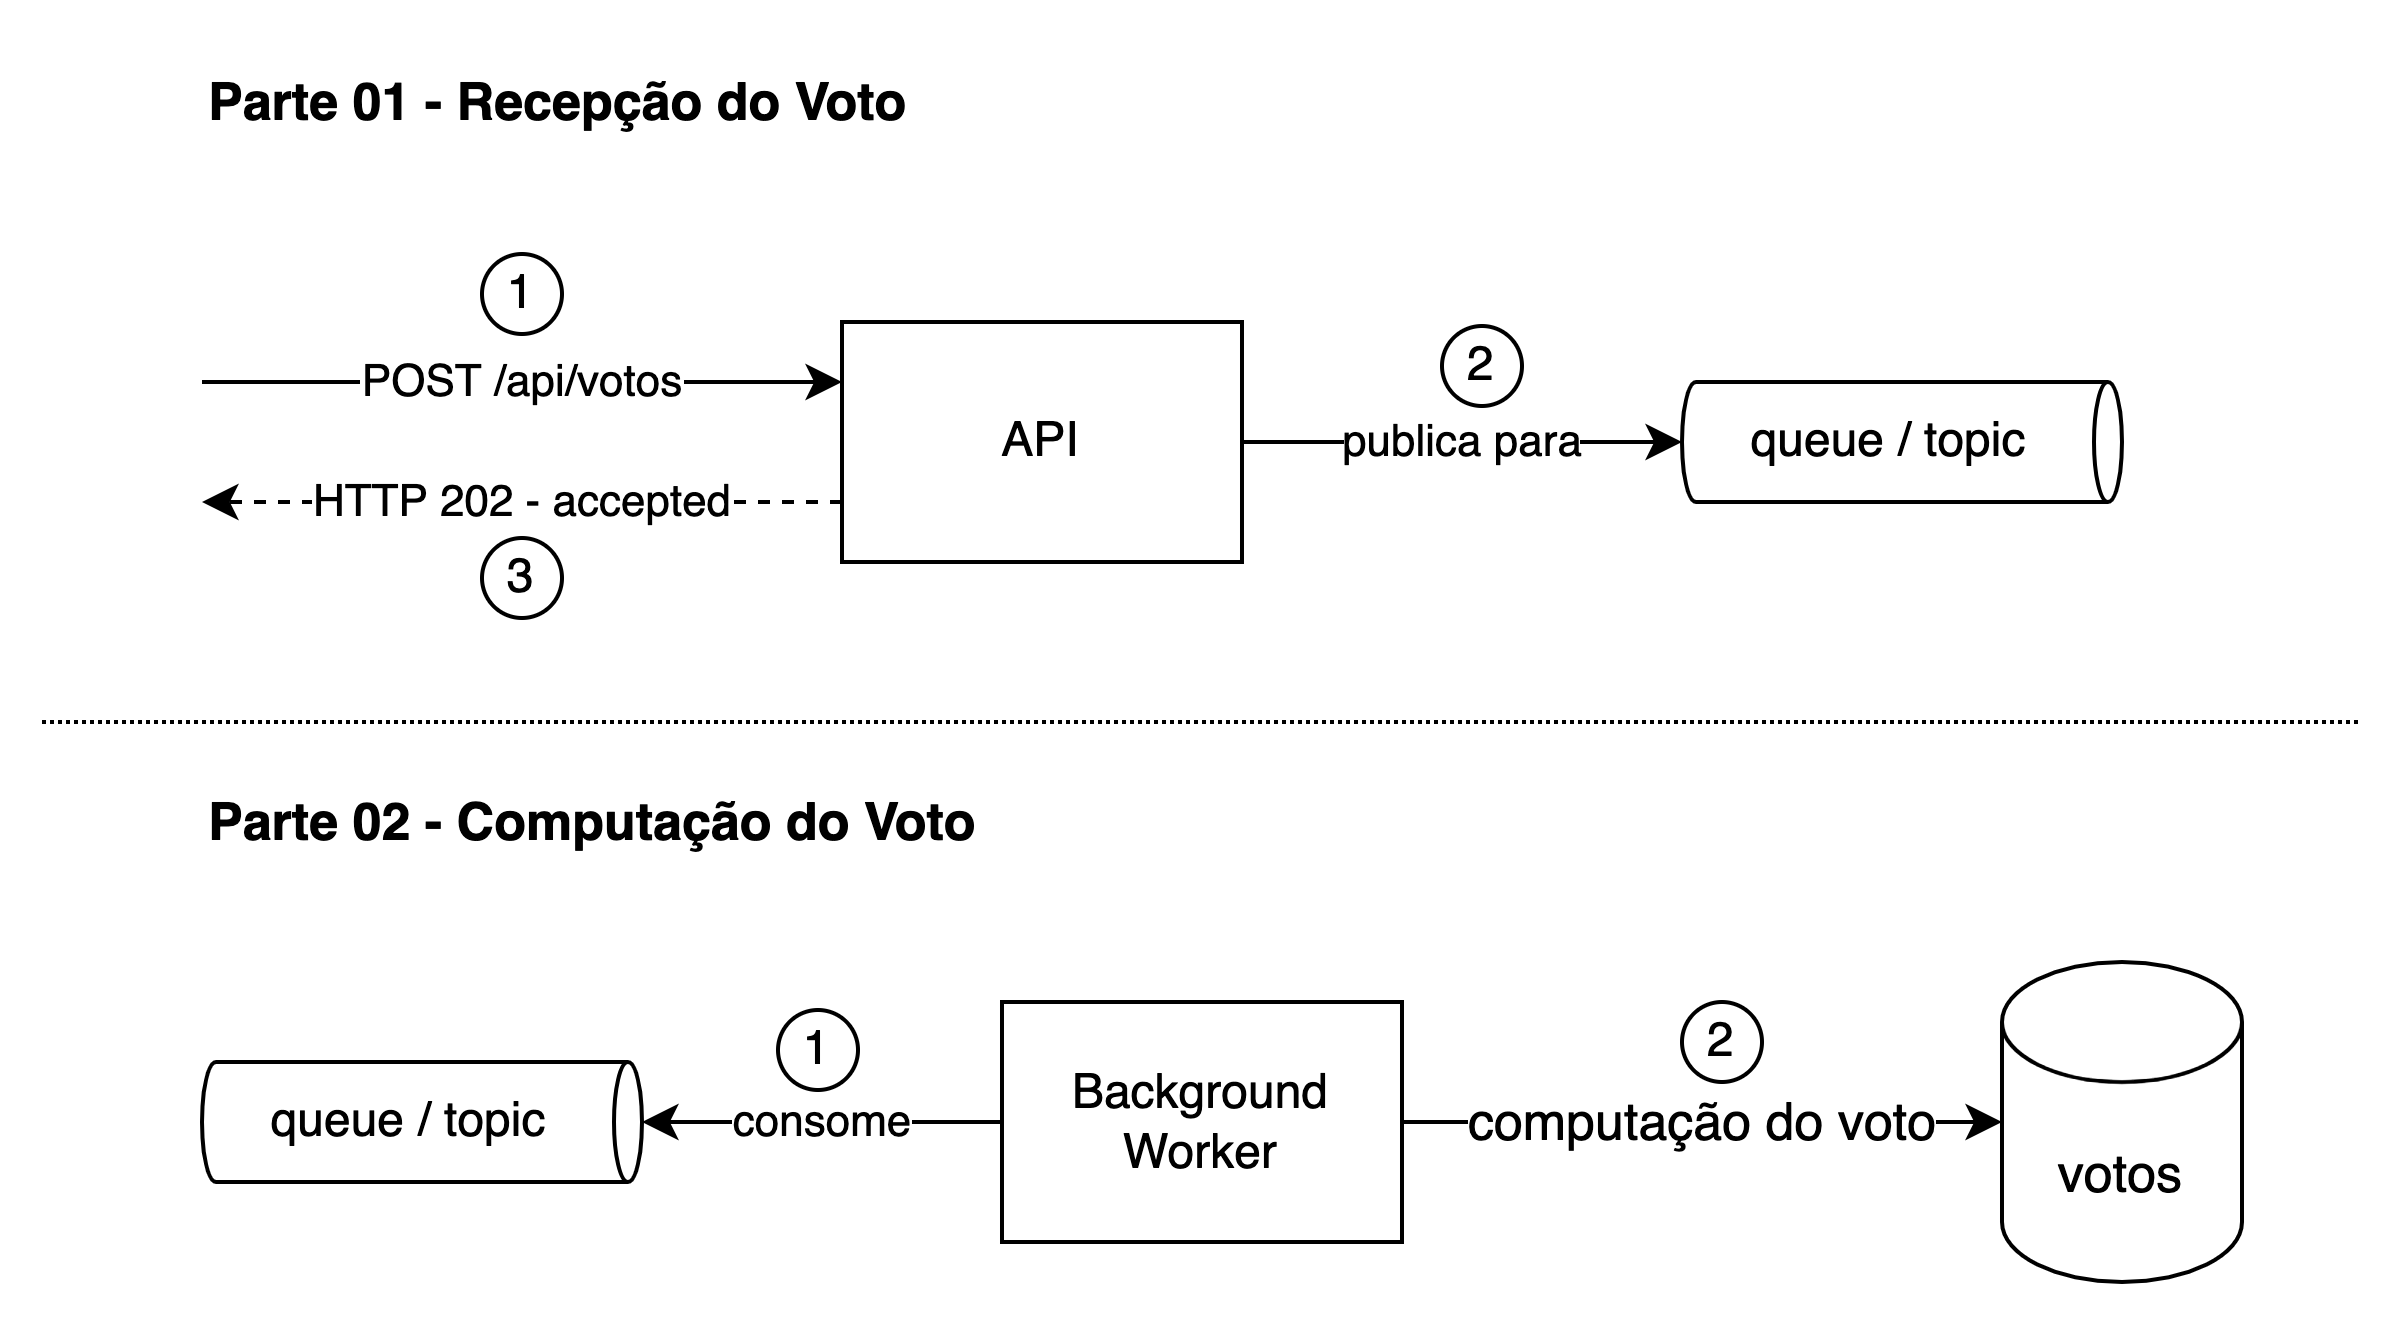 Parte 01 - Recepção do Voto
1
POST /api/votos
API
2
publica para
queue / topic
HTTP 202 - accepted
3
Parte 02 - Computação do Voto
queue / topic
1
consome
Background
Worker
2
computação do voto
votos